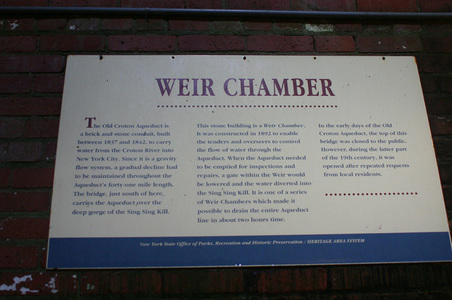 WEIR CHAMBER
The Old Croton Aqueduct is
a brick and stone conduit, built
between 1837 and 1842, to carry
water from the Croton River into
New York City. Since it is a gravity
flow system, a gradual decline had
to be maintained throughout the
Aqueduct's forty-one mile length.
The bridge, just south of here,
carries the Aqueduct over the
deep gorge of the Sing Sing Kill.
This stone building is a Weir Chamber.
It was constructed in 1892 to enable
the tenders and overseers to control
the flow of water through the
Aqueduct. When the Aqueduct needed
to be emptied for inspections and
repairs, a gate within the Weir would
be lowered and the water diverted into
the Sing Sing Kill. It is one of a series
of Weir Chambers which made it
possible to drain the entire Aqueduct
line in about two hours time.
In the early days of the Old
Croton Aqueduct, the top of this
bridge was closed to the public.
However, during the latter part
of the 19th century, it was
opened after repeated requests
from local residents.
New York State Office of Parks, Recreation and Historic Preservation / HERITAGE AREA SYSTEM